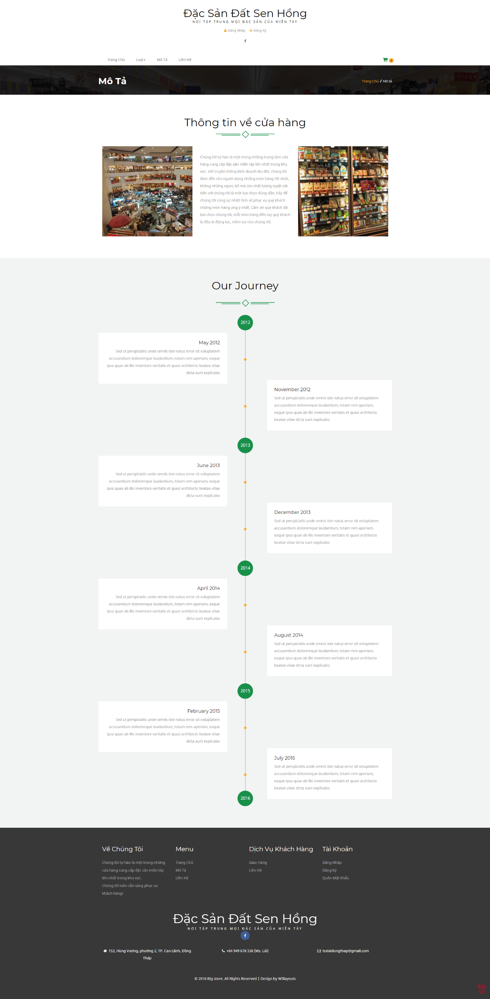 Đặc Sản Đất Sen Hồng
NƠI TẬP TRUNG MỌI ĐẶC SẢN CỦA MIỀN TÂY
Đăng Nhập Đăng Ký
Trang Chủ Loại Mô Tả Liên Hệ 0
Cien
Mô Tả
Trang Chủ / Mô tả
Thông tin về cửa hàng
Chúng tôi tự hào là một trong những trung tâm cửa
hàng cung cấp đặc sản miền tây lớn nhất trong khu
vực. Với truyền thống kinh doanh lâu đời, chúng tôi
đem đến cho người dùng những món hàng tốt nhất,
không những ngon, bổ mà còn chất lượng tuyệt vời.
Đến với chúng tôi là một lựa chọn đúng đắn, hãy để
chúng tôi cùng sự nhiệt tình sẽ phục vụ quý khách
những món hàng ưng ý nhất. Cảm ơn quý khách đã
lựa chọn chúng tôi, mỗi món hàng đến tay quý khách
là đều là động lực, niềm vui cho chúng tôi.
Our Journey
2012
May 2012
Sed ut perspiciatis unde omnis iste natus error sit voluptatem
accusantium doloremque laudantium, totam rem aperiam, eaque
ipsa quae ab illo inventore veritatis et quasi architecto beatae vitae
dicta sunt explicabo
November 2012
Sed ut perspiciatis unde omnis iste natus error sit voluptatem
accusantium doloremque laudantium, totam rem aperiam,
eaque ipsa quae ab illo inventore veritatis et quasi architecto
beatae vitae dicta sunt explicabo
2013
June 2013
Sed ut perspiciatis unde omnis iste natus error sit voluptatem
accusantium doloremque laudantium, totam rem aperiam, eaque
ipsa quae ab illo inventore veritatis et quasi architecto beatae vitae
dicta sunt explicabo
December 2013
Sed ut perspiciatis unde omnis iste natus error sit voluptatem
accusantium doloremque laudantium, totam rem aperiam,
eaque ipsa quae ab illo inventore veritatis et quasi architecto
beatae vitae dicta sunt explicabo
2014
April 2014
Sed ut perspiciatis unde omnis iste natus error sit voluptatem
accusantium doloremque laudantium, totam rem aperiam, eaque
ipsa quae ab illo inventore veritatis et quasi architecto beatae vitae
dicta sunt explicabo
August 2014
Sed ut perspiciatis unde omnis iste natus error sit voluptatem
accusantium doloremque laudantium, totam rem aperiam,
eaque ipsa quae ab illo inventore veritatis et quasi architecto
beatae vitae dicta sunt explicabo
2015
February 2015
Sed ut perspiciatis unde omnis iste natus error sit voluptatem
accusantium doloremque laudantium, totam rem aperiam, eaque
ipsa quae ab illo inventore veritatis et quasi architecto beatae vitae
dicta sunt explicabo
July 2015
Sed ut perspiciatis unde omnis iste natus error sit voluptatem
accusantium doloremque laudantium, totam rem aperiam,
eaque ipsa quae ab illo inventore veritatis et quasi architecto
beatae vitae dicta sunt explicabo
2016
Về Chúng Tôi
Chúng tôi tự hào là một trong những
cửa hàng cung cấp đặc sản miền tây
lớn nhất trong khu vực.
Chúng tôi luôn sẵn sàng phục vụ
khách hàng!
Menu
Trang Chủ
Mô Tả
Liên Hệ
Dịch Vụ Khách Hàng
Giao Hàng
Liên Hệ
Tài Khoản
Đăng Nhập
Đăng Ký
Quên Mật Khẩu
Đặc Sản Đất Sen Hồng
NƠI TẬP TRUNG MỌI ĐẶC SẢN CỦA MIỀN TÂY
153, Hùng Vương, phường 2, TP. Cao Lãnh, Đồng
Tháp
+84 949 678 338 (Ms. Lài)
tralaidongthap@gmail.com
© 2016 Big store. All Rights Reserved | Design by W3layouts